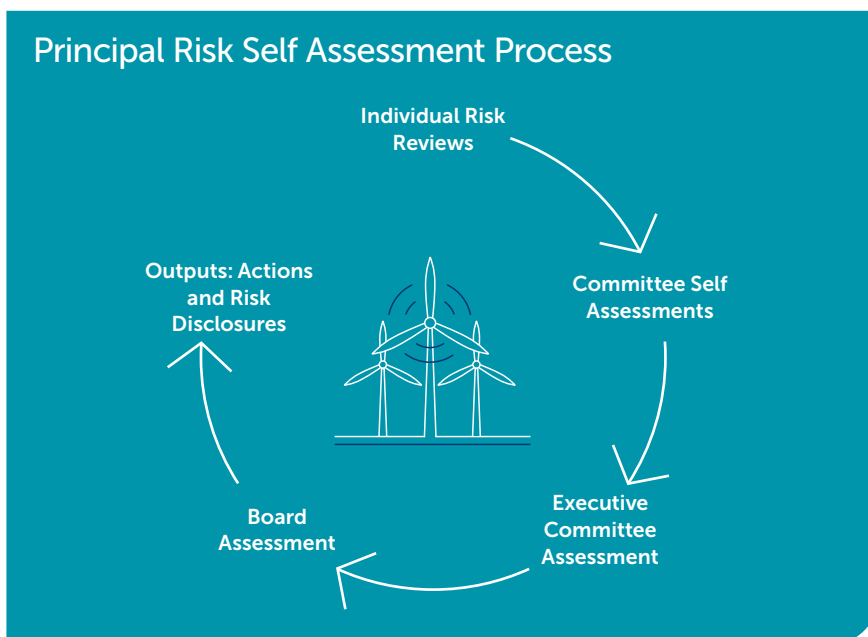 Principal Risk Self Assessment Process
Individual Risk
Reviews
Committee Self
Assessments
Executive
Committee
Assessment
Board
Assessment
Outputs: Actions
and Risk
Disclosures